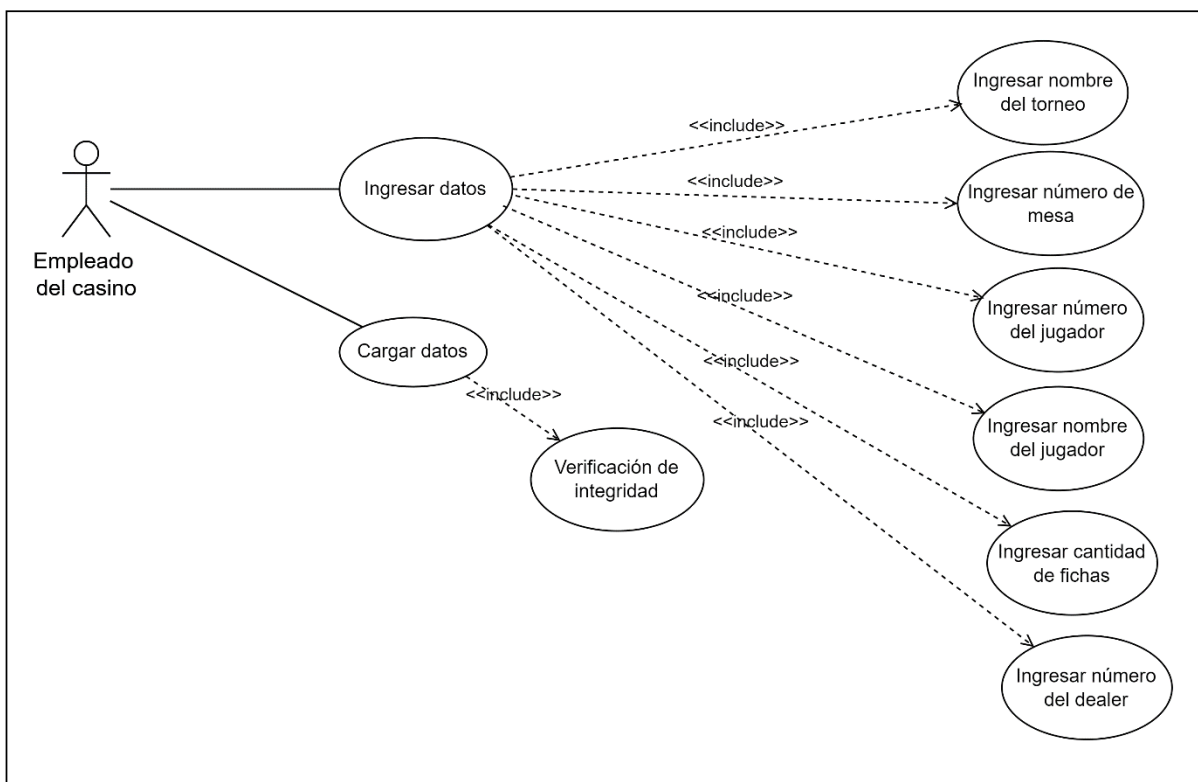 Ingresar nombre
del torneo
<<include>>
Ingresar datos
<<include>>
Ingresar número de
mesa
<<include>>
Empleado
del casino
<<include>>
Ingresar número
del jugador
Cargar datos
<<include>>
<<include>>
<<include>>
Ingresar nombre
del jugador
Verificación de
integridad
Ingresar cantidad
de fichas
Ingresar número
del dealer